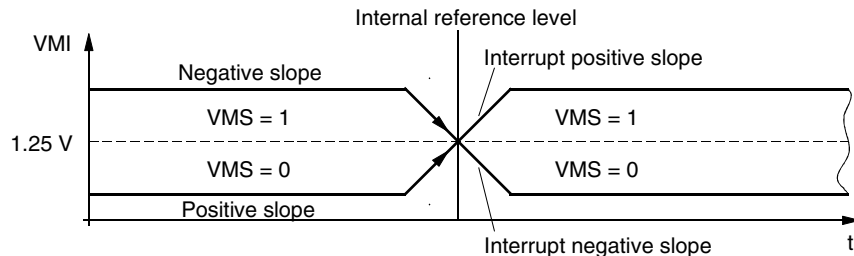 Internal reference level
VMI
Negative slope
Interrupt positive slope
VMS = 1
VMS = 1
1.25 V
VMS = 0
VMS = 0
Positive slope
Interrupt negative slope
t